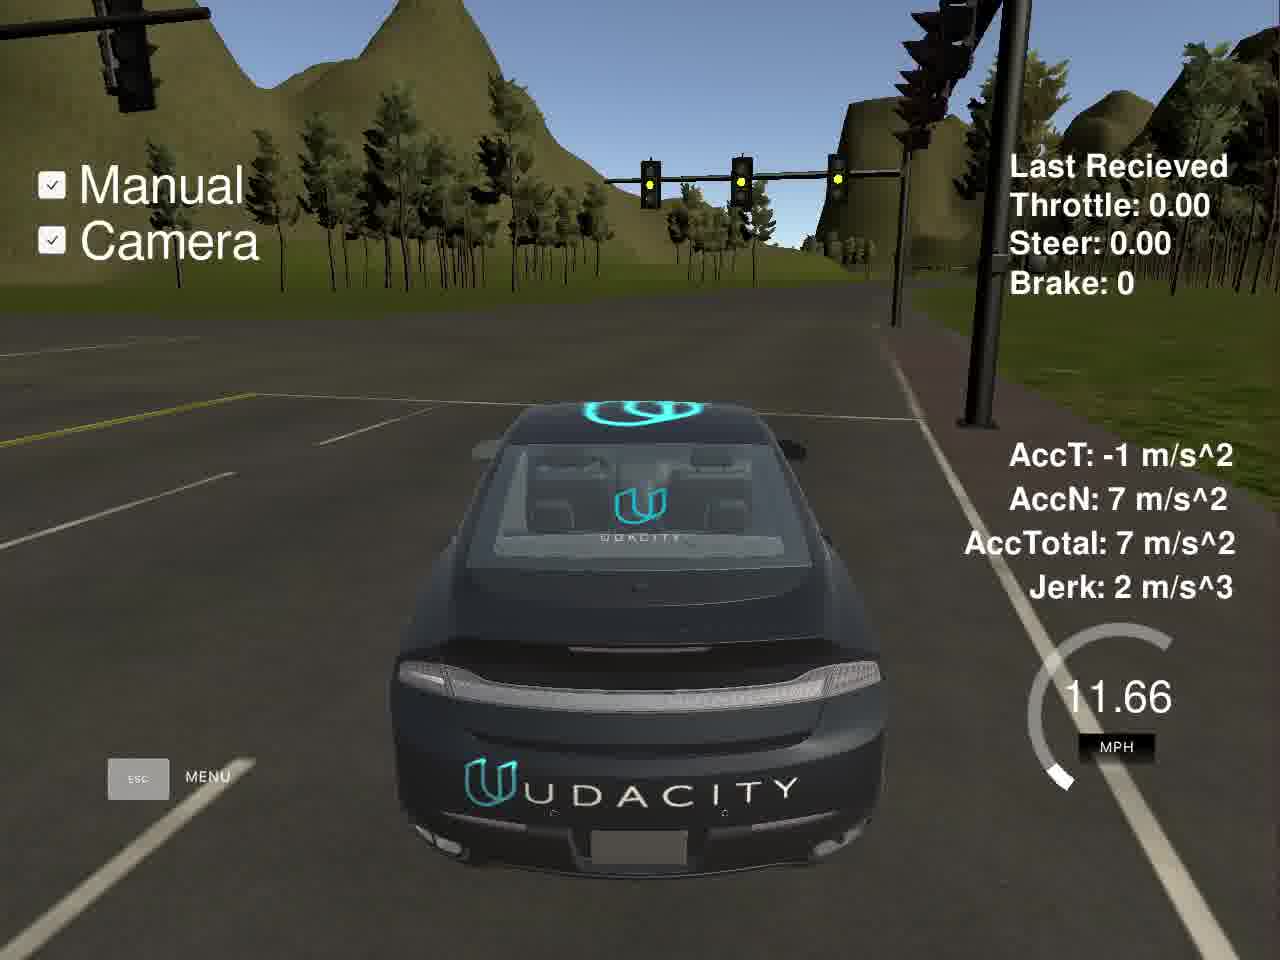 Manual
Camera
Last Recieved
Throttle: 0.00
Steer: 0.00
Brake: 0
AccT: -1 m/s^2
AccN: 7 m/s^2
AccTotal: 7 m/s^2
Jerk: 2 m/s^3
11.66
MPH
UDACITY
ESC
MENU
UDACITY